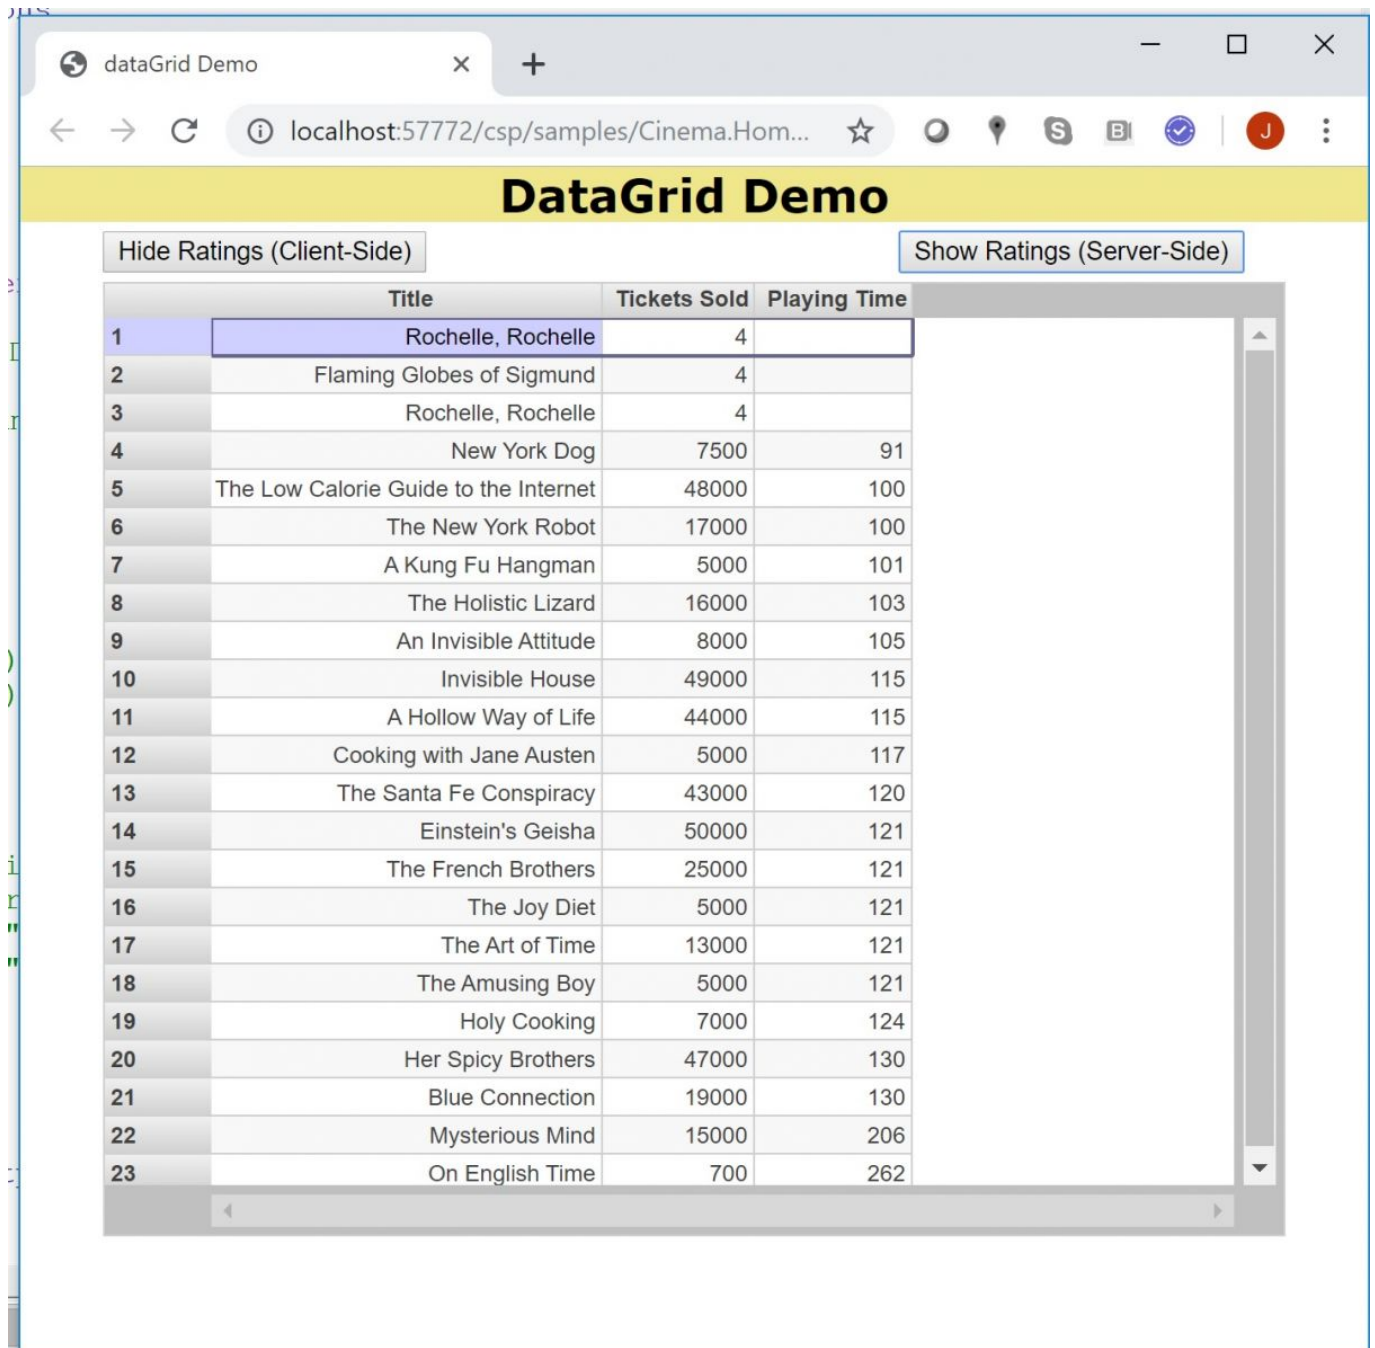 dataGrid Demo
localhost:57772/csp/samples/Cinema.Hom...
S
B
J
DataGrid Demo
Hide Ratings (Client-Side) Show Ratings (Server-Side)
Title Tickets Sold Playing Time
1 Rochelle, Rochelle 4
2 Flaming Globes of Sigmund 4
3 Rochelle, Rochelle 4
4 New York Dog 7500 91
5 The Low Calorie Guide to the Internet 48000 100
6 The New York Robot 17000 100
7 A Kung Fu Hangman 5000 101
8 The Holistic Lizard 16000 103
9 An Invisible Attitude 8000 105
10 Invisible House 49000 115
11 A Hollow Way of Life 44000 115
12 Cooking with Jane Austen 5000 117
13 The Santa Fe Conspiracy 43000 120
14 Einstein's Geisha 50000 121
15 The French Brothers 25000 121
16 The Joy Diet 5000 121
17 The Art of Time 13000 121
18 The Amusing Boy 5000 121
19 Holy Cooking 7000 124
20 Her Spicy Brothers 47000 130
21 Blue Connection 19000 130
22 Mysterious Mind 15000 206
23 On English Time 700 262